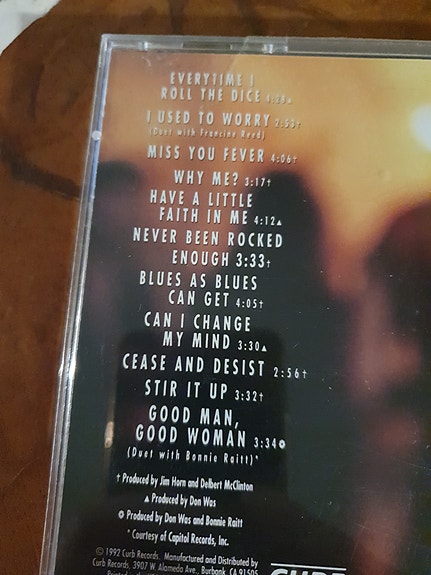 EVERYTIME I
ROLL THE DICE 4:28▲
I USED TO WORRY 2:53†
(Duet with Francine Reed)
MISS YOU FEVER 4:06†
WHY ME? 3:17†
HAVE A LITTLE
FAITH IN ME 4:12▲
NEVER BEEN ROCKED
ENOUGH 3:33†
BLUES AS BLUES
CAN GET 4:05†
CAN I CHANGE
MY MIND 3:30▲
CEASE AND DESIST 2:56†
STIR IT UP 3:32†
GOOD MAN,
GOOD WOMAN 3:34✪
(Duet with Bonnie Raitt)*
† Produced by Jim Horn and Delbert McClinton
▲ Produced by Don Was
✪ Produced by Don Was and Bonnie Raitt
* Courtesy of Capitol Records, Inc.
© 1992 Curb Records. Manufactured and Distributed by
Curb Records, 3907 W. Alameda Ave., Burbank, CA 91505
CURB